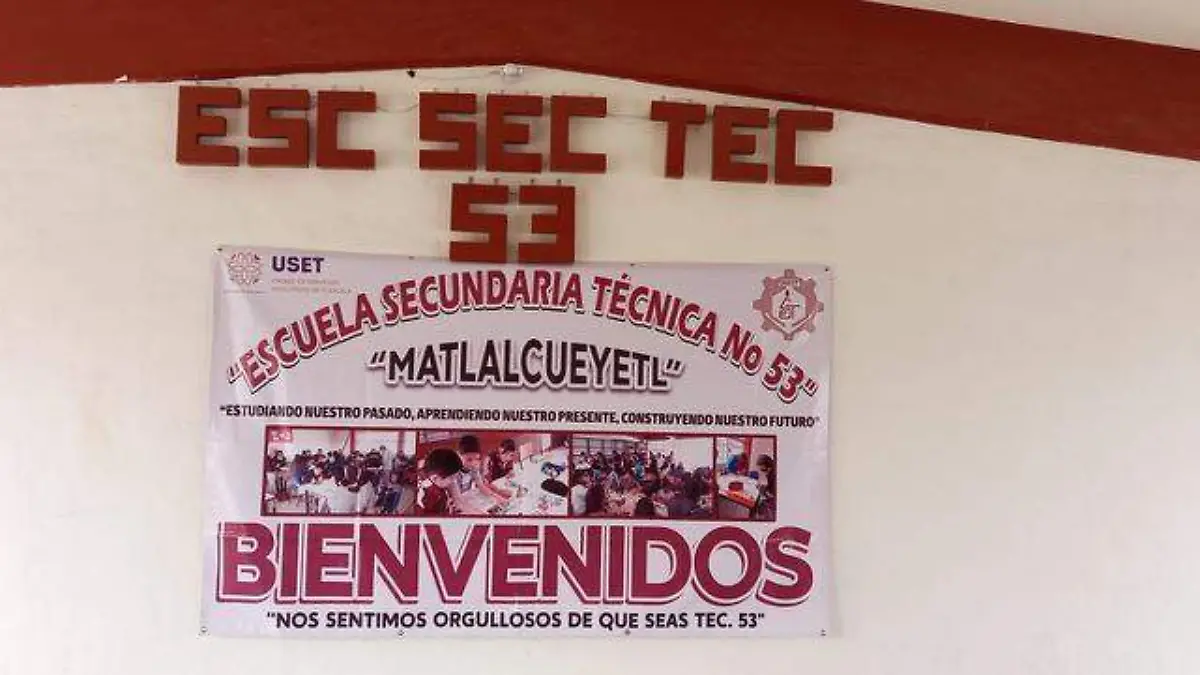 ESC SEC TEC
53
USET
"ESCUELA SECUNDARIA TÉCNICA No 53"
"MATLALCUEYETL"
"ESTUDIANDO NUESTRO PASADO, APRENDIENDO NUESTRO PRESENTE, CONSTRUYENDO NUESTRO FUTURO"
BIENVENIDOS
"NOS SENTIMOS ORGULLOSOS DE QUE SEAS TEC. 53"